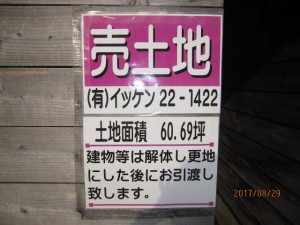 売土地
(有)イッケン 22-1422
土地面積 60.69坪
建物等は解体し更地
にした後にお引渡し
致します。
2017/08/29